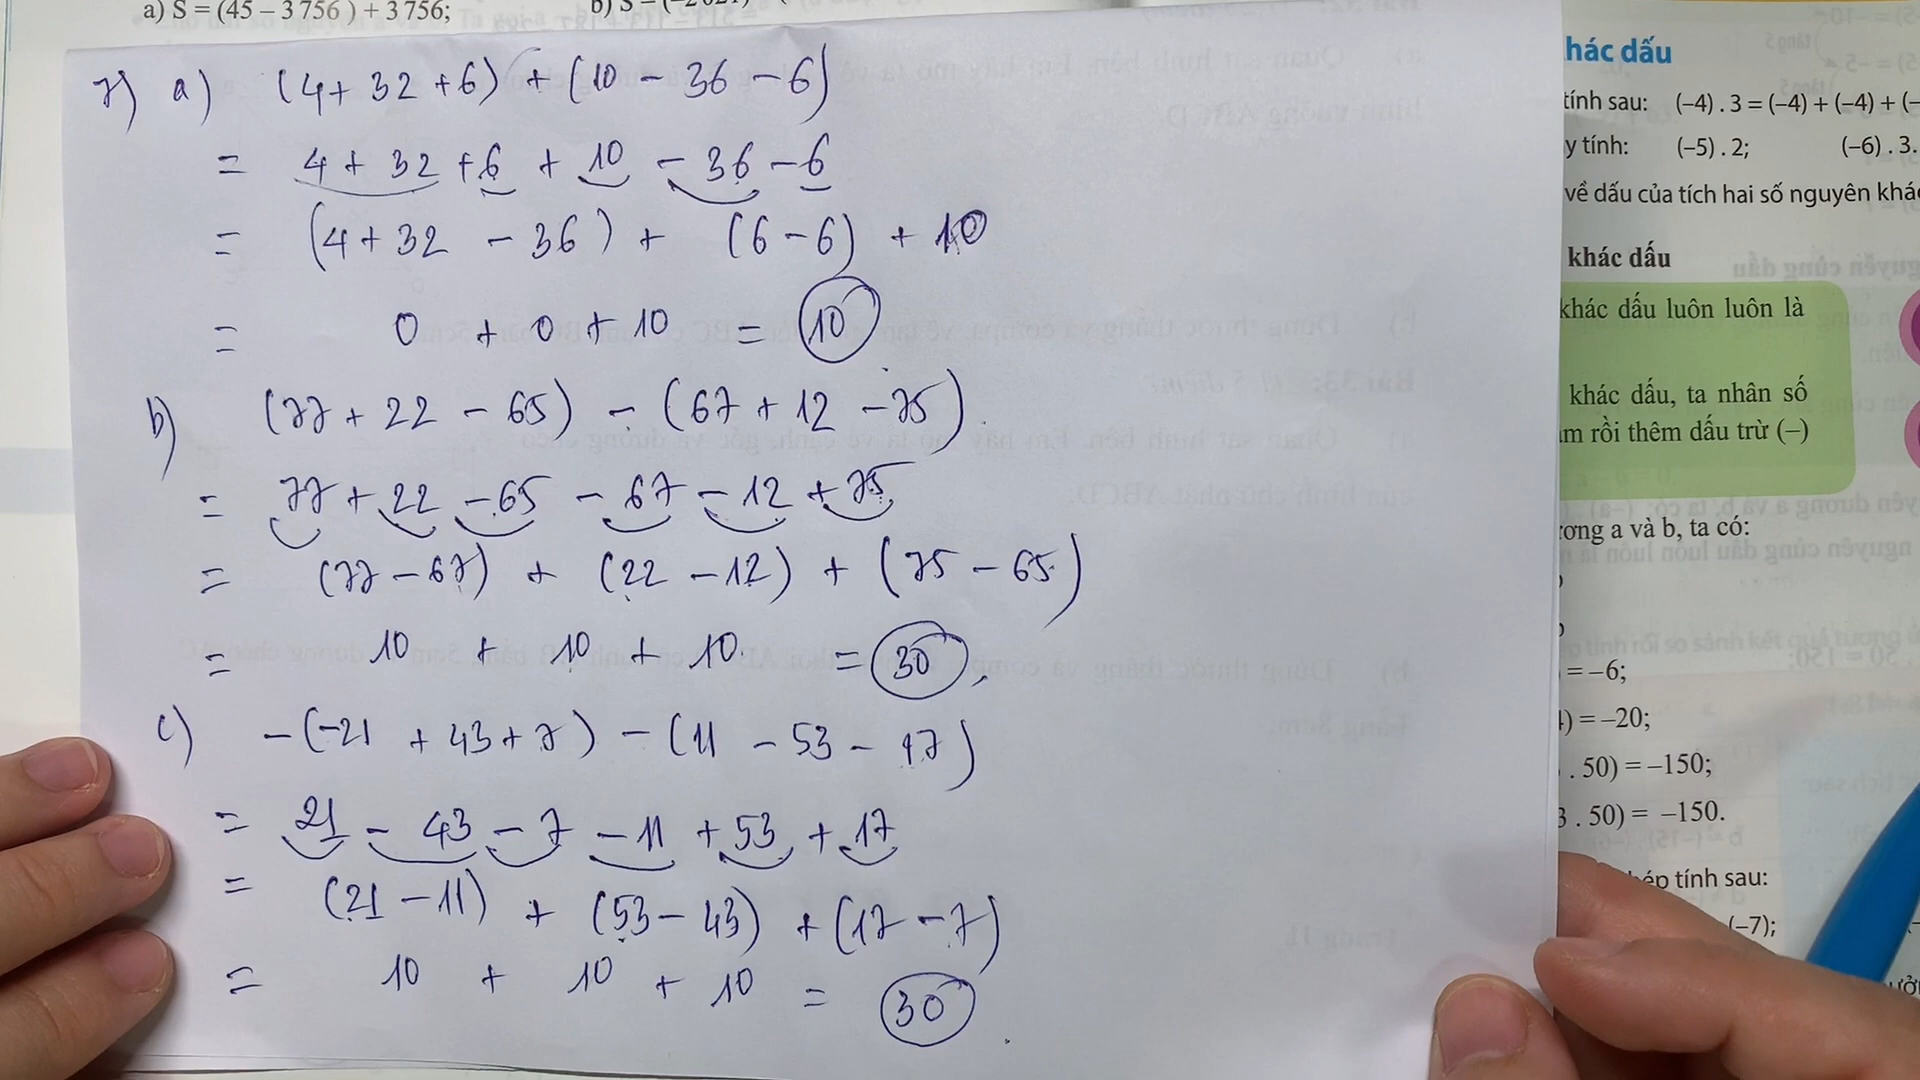 a) S = (45 – 3 756) + 3 756;
7) a) (4 + 32 + 6) + (10 - 36 - 6)
= 4 + 32 + 6 + 10 - 36 - 6
= (4 + 32 - 36) + (6 - 6) + 10
= 0 + 0 + 10 = 10
b) (77 + 22 - 65) - (67 + 12 - 75).
= 77 + 22 - 65 - 67 - 12 + 75
= (77 - 67) + (22 - 12) + (75 - 65)
= 10 + 10 + 10 = 30
c) -(-21 + 43 + 7) - (11 - 53 - 17)
= 21 - 43 - 7 - 11 + 53 + 17
= (21 - 11) + (53 - 43) + (17 - 7)
= 10 + 10 + 10 = 30
hác dấu
tính sau: (–4) . 3 = (–4) + (–4) + (–
y tính: (–5) . 2; (–6) . 3.
về dấu của tích hai số nguyên khá
khác dấu
khác dấu luôn luôn là
khác dấu, ta nhân số
m rồi thêm dấu trừ (–)
ơng a và b, ta có:
= –6;
) = –20;
. 50) = –150;
3 . 50) = –150.
ép tính sau:
(–7);